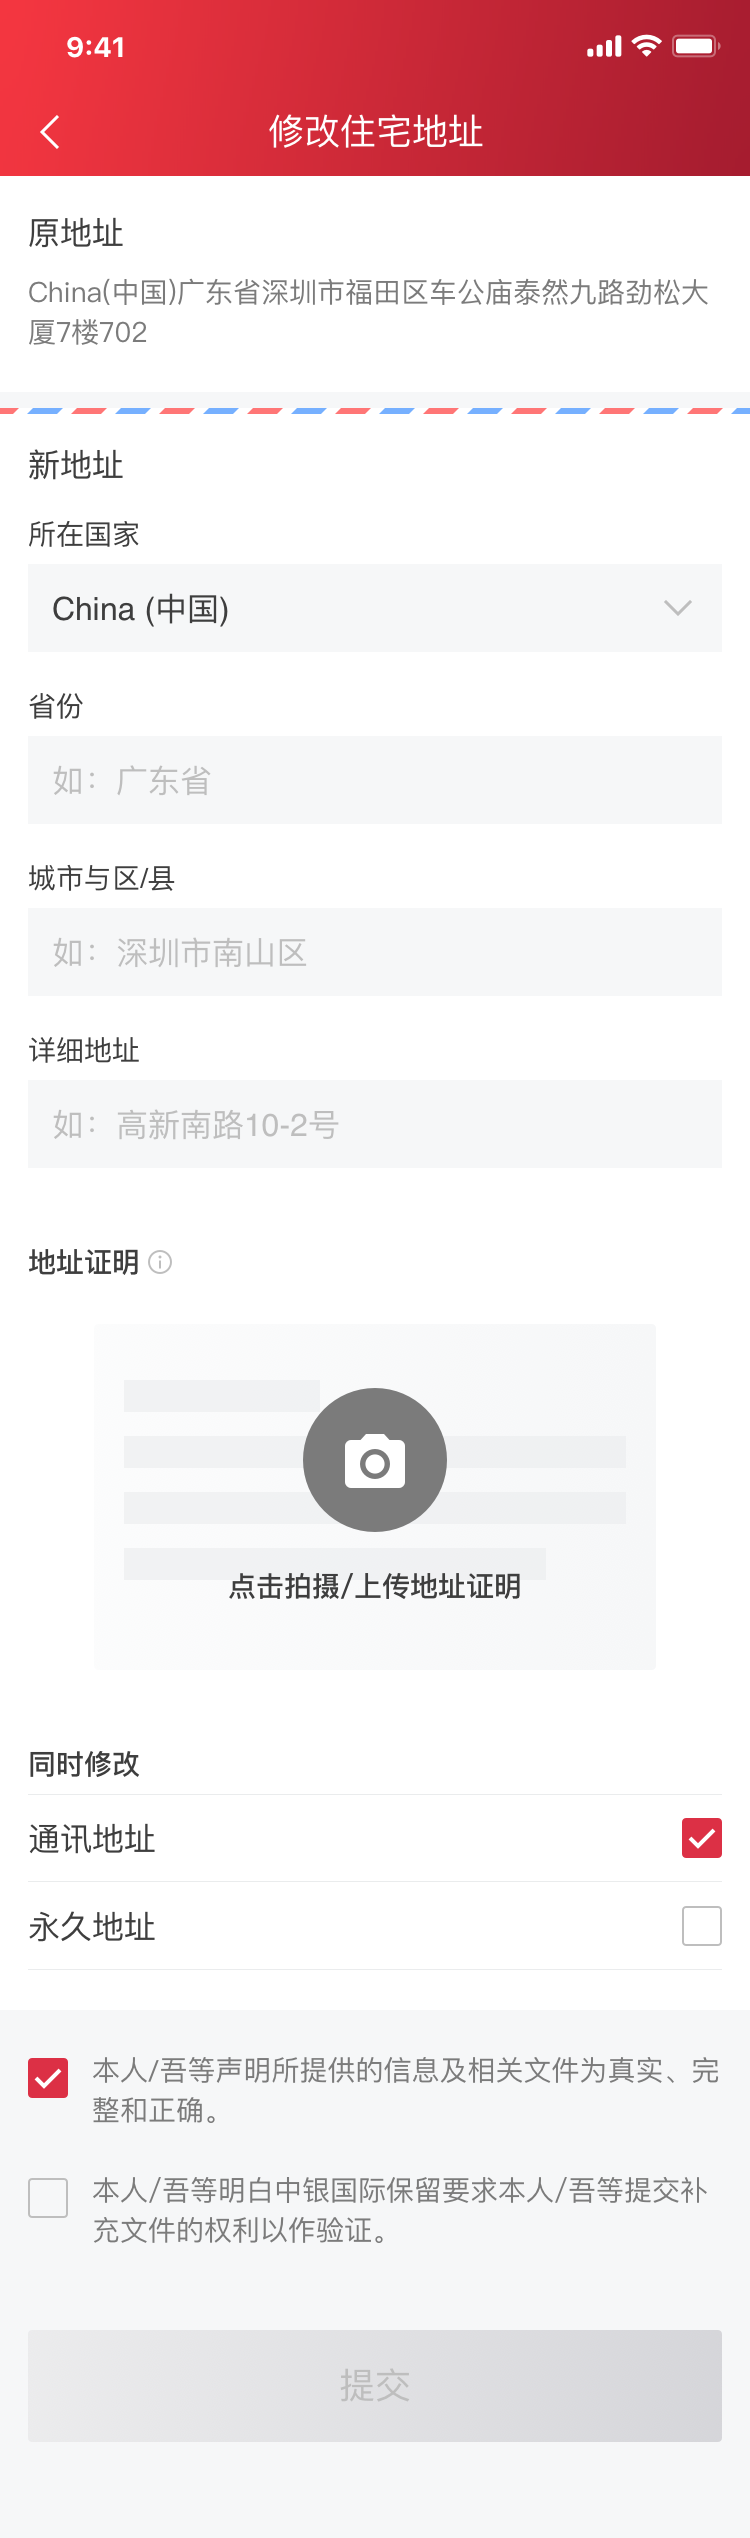 9:41
修改住宅地址
原地址
China(中国)广东省深圳市福田区车公庙泰然九路劲松大
厦7楼702
新地址
所在国家
China (中国)
省份
如：广东省
城市与区/县
如：深圳市南山区
详细地址
如：高新南路10-2号
地址证明
点击拍摄/上传地址证明
同时修改
通讯地址
永久地址
本人/吾等声明所提供的信息及相关文件为真实、完
整和正确。
本人/吾等明白中银国际保留要求本人/吾等提交补
充文件的权利以作验证。
提交